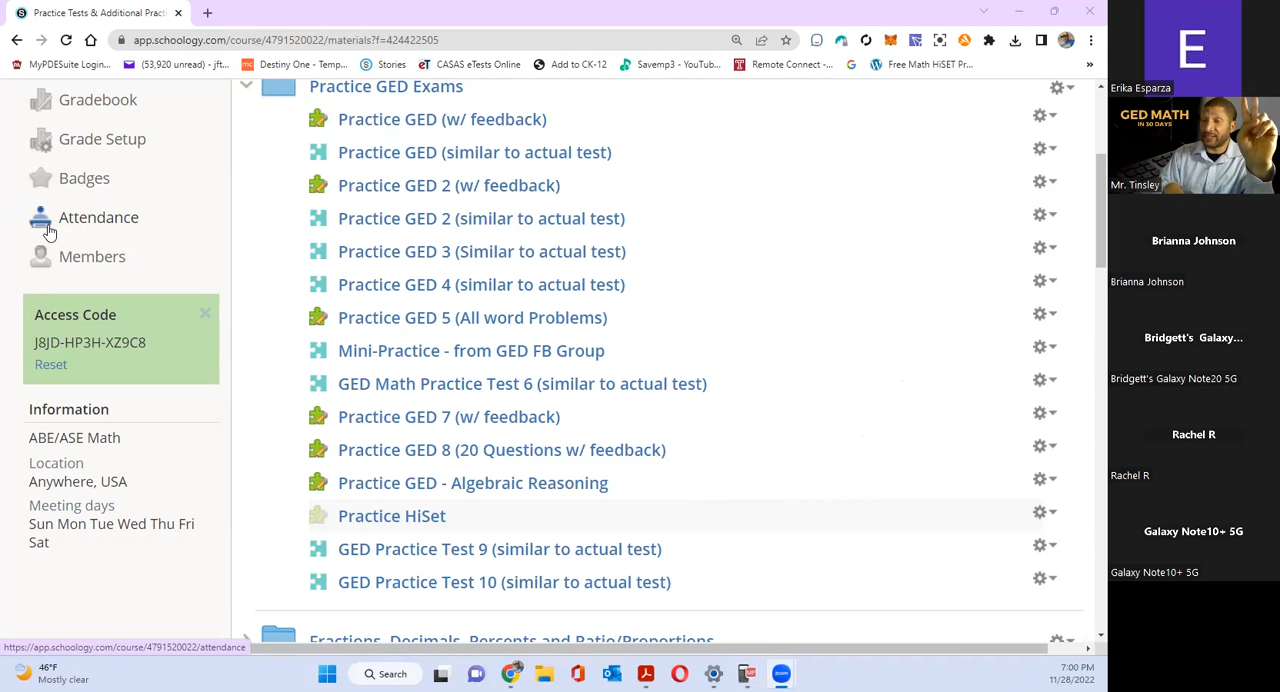 Practice Tests & Additional Practi
app.schoology.com/course/4791520022/materials?f=424422505
MyPDESuite Login...
(53,920 unread) - jft...
Destiny One - Temp...
Stories
CASAS eTests Online
Add to CK-12
Savemp3 - YouTub...
Remote Connect -...
Free Math HiSET Pr...
»
Gradebook
Grade Setup
Badges
Attendance
Members
Access Code
J8JD-HP3H-XZ9C8
Reset
Information
ABE/ASE Math
Location
Anywhere, USA
Meeting days
Sun Mon Tue Wed Thu Fri
Sat
https://app.schoology.com/course/4791520022/attendance
Practice GED Exams
Practice GED (w/ feedback)
Practice GED (similar to actual test)
Practice GED 2 (w/ feedback)
Practice GED 2 (similar to actual test)
Practice GED 3 (Similar to actual test)
Practice GED 4 (similar to actual test)
Practice GED 5 (All word Problems)
Mini-Practice - from GED FB Group
GED Math Practice Test 6 (similar to actual test)
Practice GED 7 (w/ feedback)
Practice GED 8 (20 Questions w/ feedback)
Practice GED - Algebraic Reasoning
Practice HiSet
GED Practice Test 9 (similar to actual test)
GED Practice Test 10 (similar to actual test)
Fractions, Decimals, Percents and Ratio/Proportions
E
Erika Esparza
GED MATH
IN 30 DAYS
Mr. Tinsley
Brianna Johnson
Brianna Johnson
Bridgett's Galaxy...
Bridgett's Galaxy Note20 5G
Rachel R
Rachel R
Galaxy Note10+ 5G
Galaxy Note10+ 5G
46°F
Mostly clear
Search
zoom
7:00 PM
11/28/2022